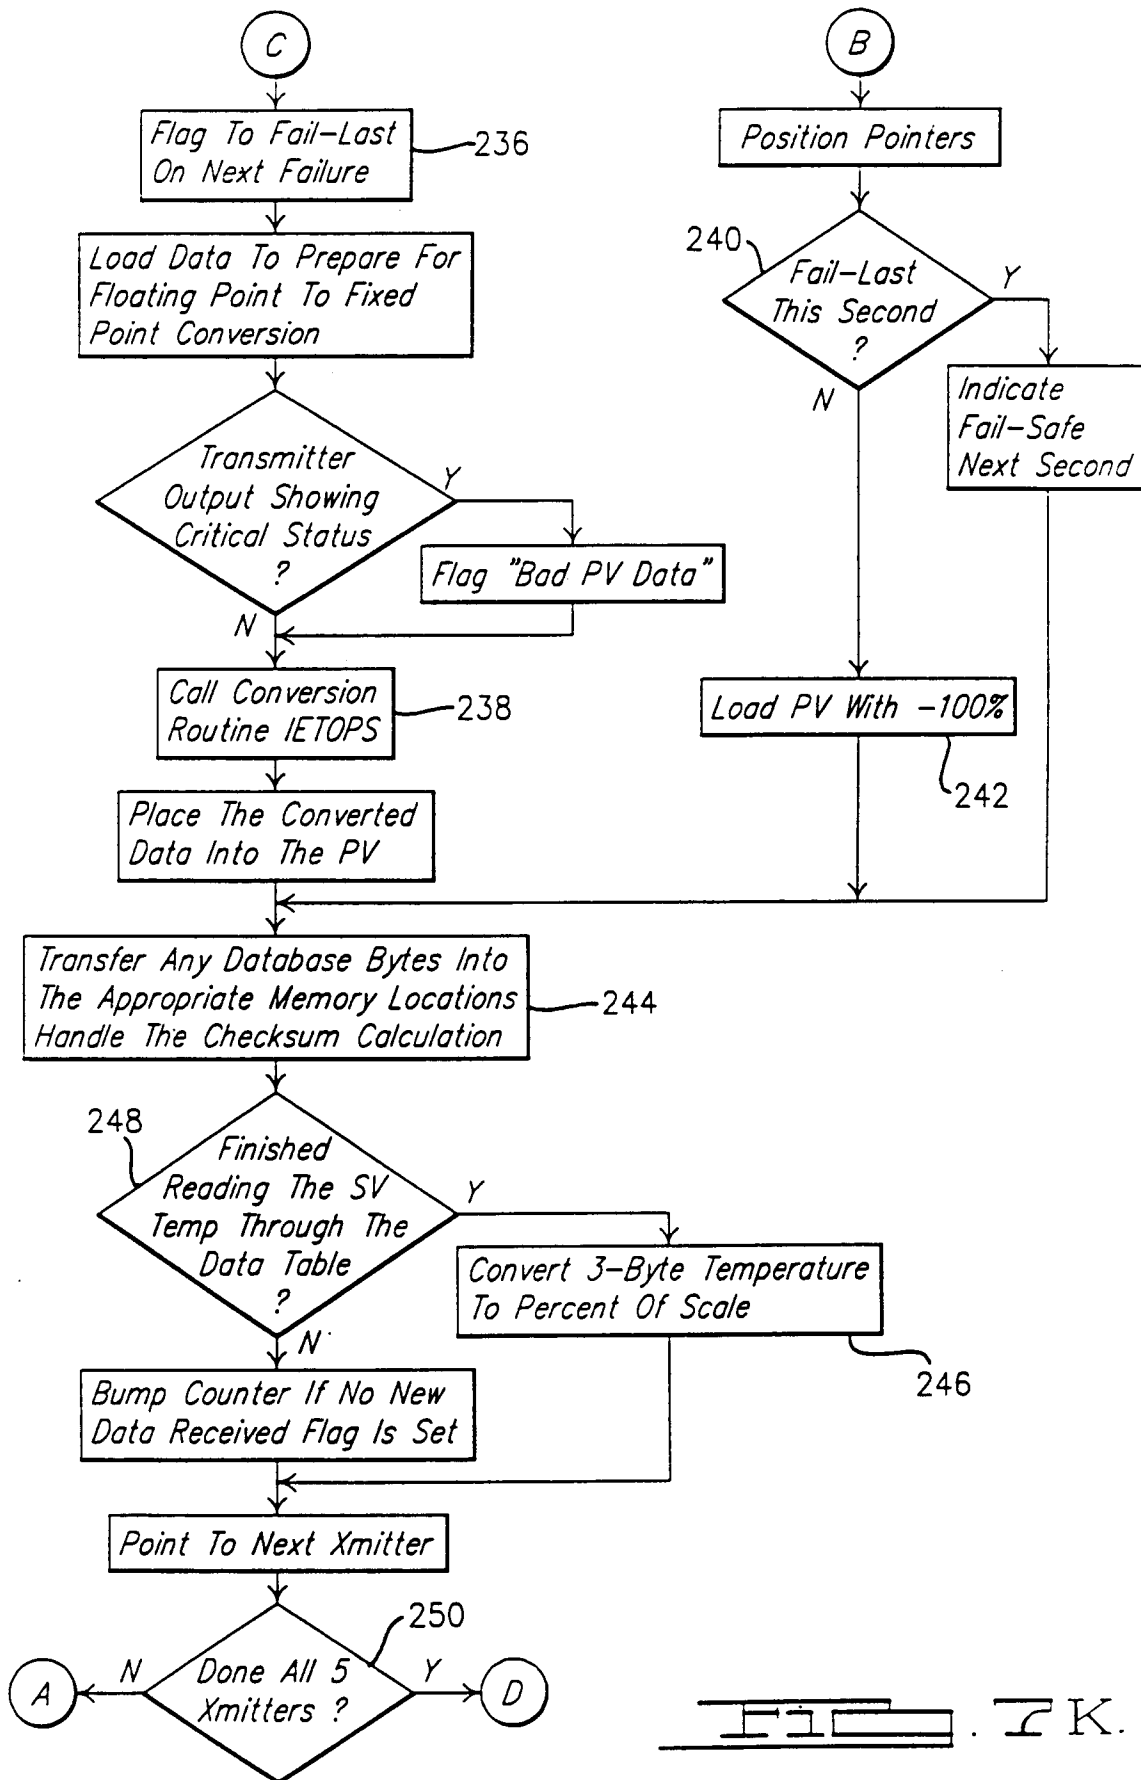 C
Flag To Fail-Last
On Next Failure
236
Load Data To Prepare For
Floating Point To Fixed
Point Conversion
Transmitter
Output Showing
Critical Status
?
Y
N
Flag "Bad PV Data"
Call Conversion
Routine IETOPS
238
Place The Converted
Data Into The PV
B
Position Pointers
240
Fail-Last
This Second
?
Y
N
Indicate
Fail-Safe
Next Second
Load PV With -100%
242
Transfer Any Database Bytes Into
The Appropriate Memory Locations
Handle The Checksum Calculation
244
248
Finished
Reading The SV
Temp Through The
Data Table
?
Y
N
Convert 3-Byte Temperature
To Percent Of Scale
246
Bump Counter If No New
Data Received Flag Is Set
Point To Next Xmitter
250
Done All 5
Xmitters ?
N
Y
A
D
FIG. 7K.